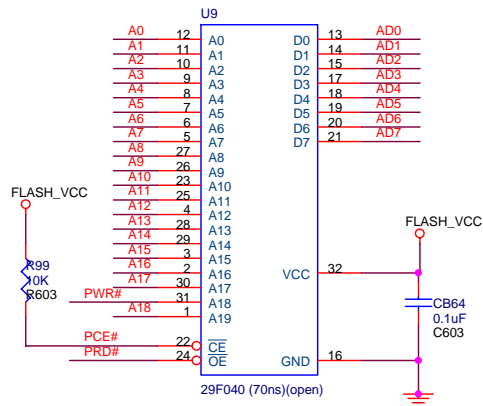 U9
A0 12 A0 D0 13 AD0
A1 11 A1 D1 14 AD1
A2 10 A2 D2 15 AD2
A3 9 A3 D3 17 AD3
A4 8 A4 D4 18 AD4
A5 7 A5 D5 19 AD5
A6 6 A6 D6 20 AD6
A7 5 A7 D7 21 AD7
A8 27 A8
A9 26 A9
A10 23 A10
A11 25 A11
A12 4 A12
A13 28 A13
A14 29 A14
A15 3 A15
A16 2 A16
A17 30 A17
PWR# 31 A18
A18 1 A19
PCE# 22 CE
PRD# 24 OE
FLASH_VCC
R99
10K
R603
VCC 32
GND 16
FLASH_VCC
CB64
0.1uF
C603
29F040 (70ns)(open)